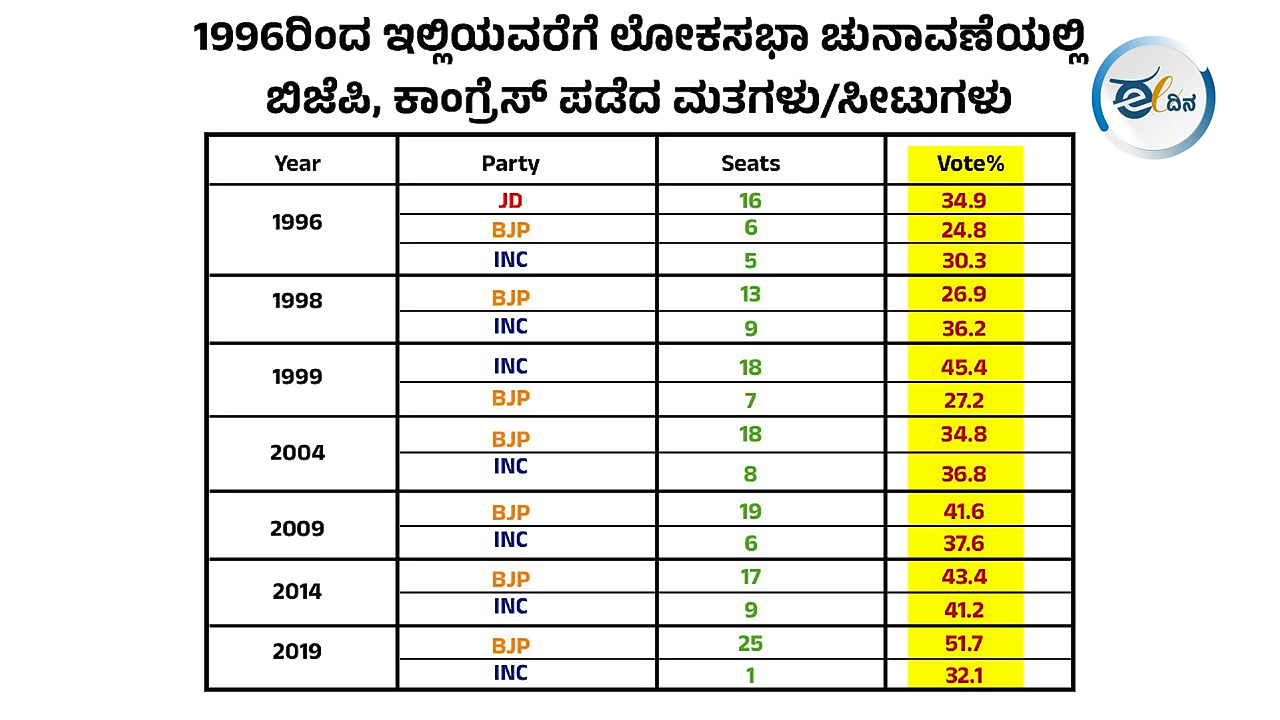 1996ರಿಂದ ಇಲ್ಲಿಯವರೆಗೆ ಲೋಕಸಭಾ ಚುನಾವಣೆಯಲ್ಲಿ
ಬಿಜೆಪಿ, ಕಾಂಗ್ರೆಸ್ ಪಡೆದ ಮತಗಳು/ಸೀಟುಗಳು
eಲ ದಿನ
Year Party Seats Vote%
1996
JD 16 34.9
BJP 6 24.8
INC 5 30.3
1998
BJP 13 26.9
INC 9 36.2
1999
INC 18 45.4
BJP 7 27.2
2004
BJP 18 34.8
INC 8 36.8
2009
BJP 19 41.6
INC 6 37.6
2014
BJP 17 43.4
INC 9 41.2
2019
BJP 25 51.7
INC 1 32.1